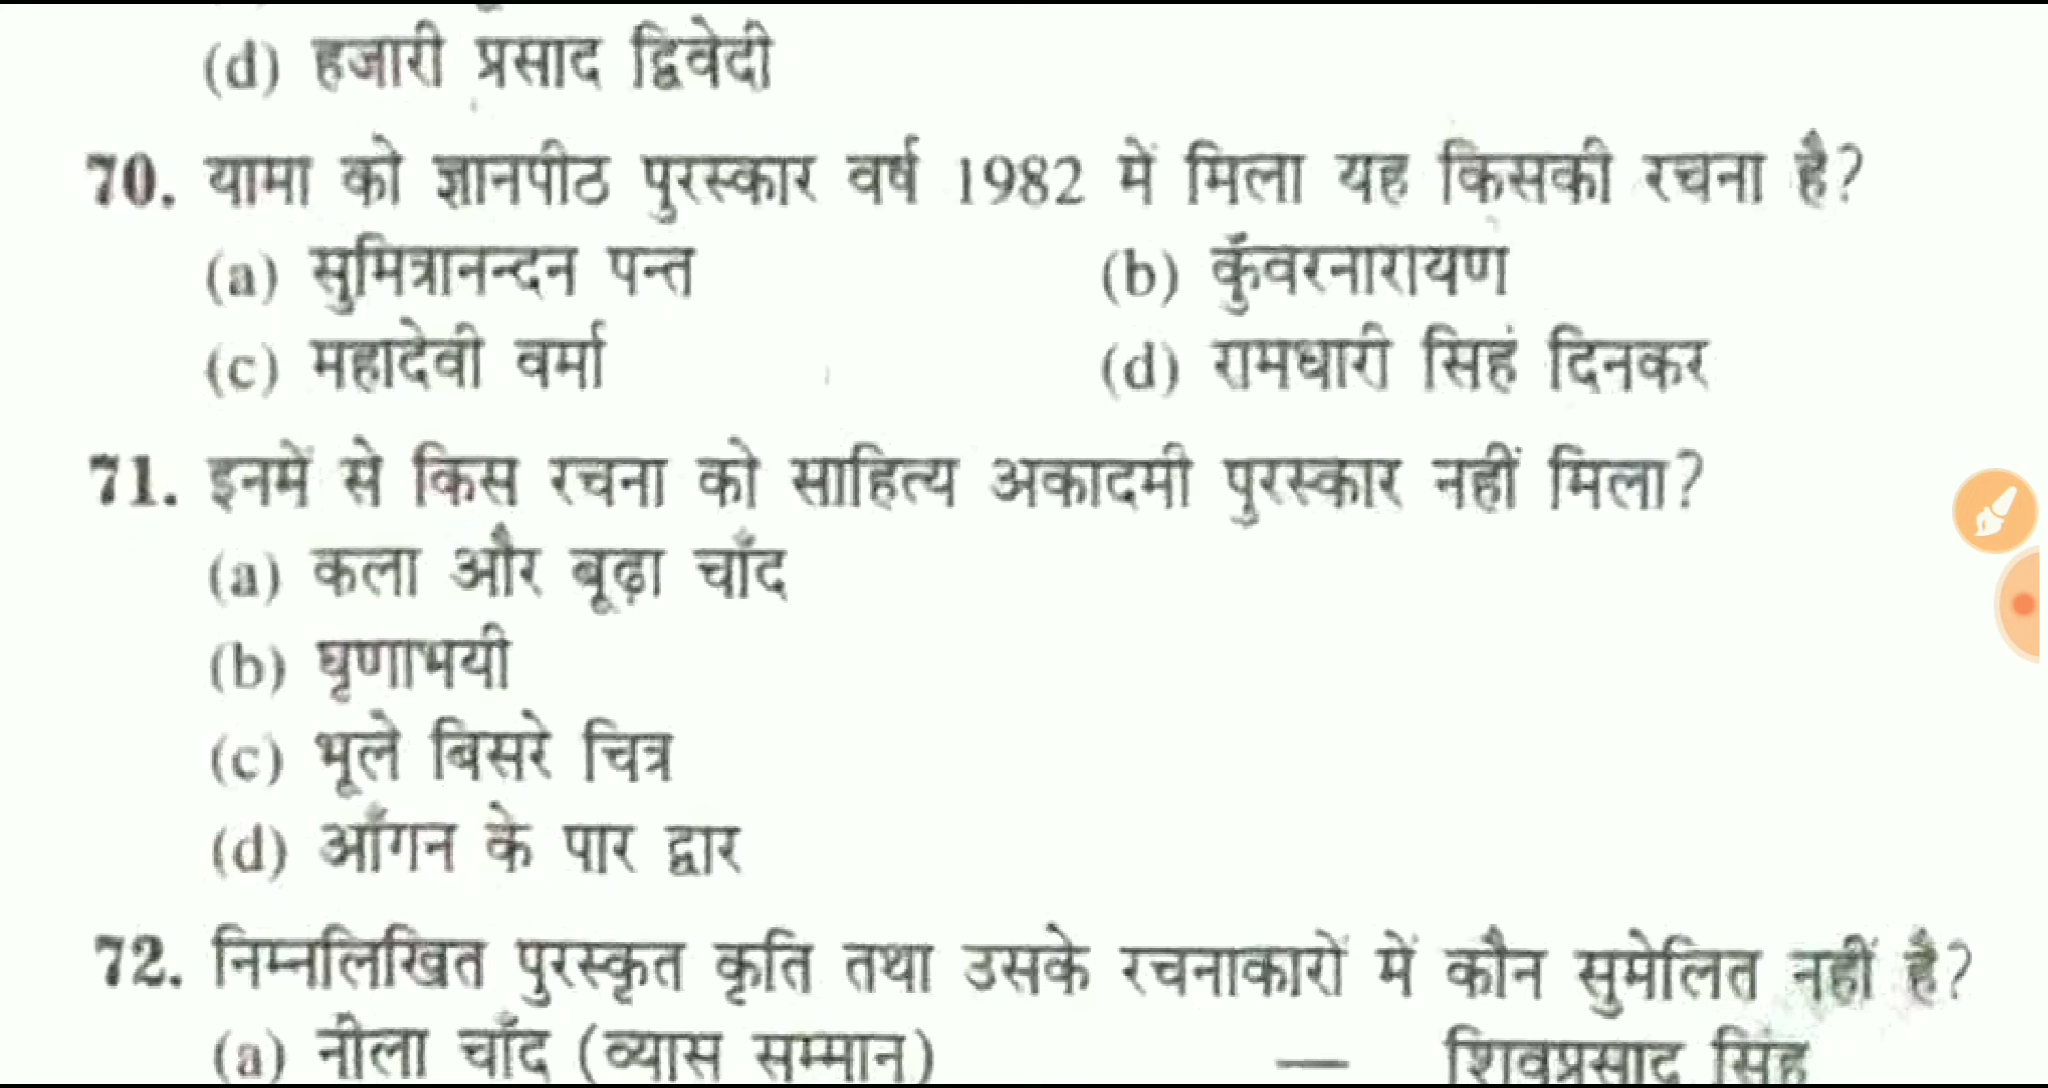 (d) हजारी प्रसाद द्विवेदी
70. यामा को ज्ञानपीठ पुरस्कार वर्ष 1982 में मिला यह किसकी रचना है?
(a) सुमित्रानन्दन पन्त (b) कुँवरनारायण
(c) महादेवी वर्मा (d) रामधारी सिहं दिनकर
71. इनमें से किस रचना को साहित्य अकादमी पुरस्कार नहीं मिला?
(a) कला और बूढ़ा चाँद
(b) घृणाभयी
(c) भूले बिसरे चित्र
(d) आँगन के पार द्वार
72. निम्नलिखित पुरस्कृत कृति तथा उसके रचनाकारों में कौन सुमेलित नहीं है?
(a) नीला चाँद (व्यास सम्मान) — शिवप्रसाद सिंह